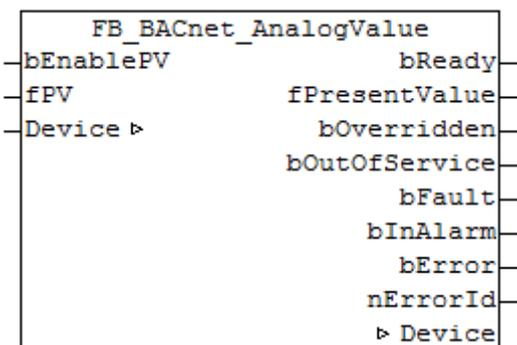 FB_BACnet_AnalogValue
bEnablePV bReady
fPV fPresentValue
Device ▷ bOverridden
bOutOfService
bFault
bInAlarm
bError
nErrorId
▷ Device